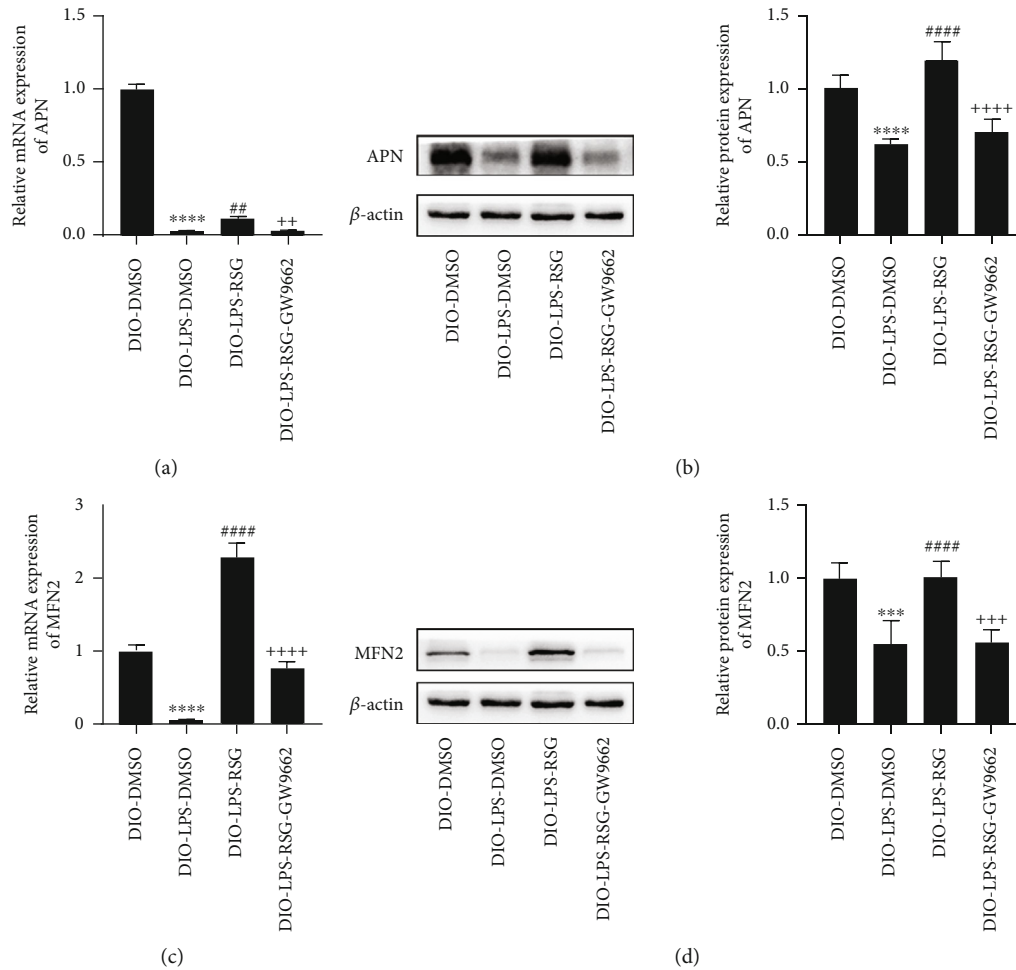 Relative mRNA expression
of APN
1.0
0.5
0.0
****
##
++
DIO-DMSO
DIO-LPS-DMSO
DIO-LPS-RSG
DIO-LPS-RSG-GW9662
(a)
APN
β-actin
DIO-DMSO
DIO-LPS-DMSO
DIO-LPS-RSG
DIO-LPS-RSG-GW9662
Relative protein expression
of APN
1.5
1.0
0.5
0.0
****
####
++++
DIO-DMSO
DIO-LPS-DMSO
DIO-LPS-RSG
DIO-LPS-RSG-GW9662
(b)
Relative mRNA expression
of MFN2
3
2
1
0
****
####
++++
DIO-DMSO
DIO-LPS-DMSO
DIO-LPS-RSG
DIO-LPS-RSG-GW9662
(c)
MFN2
β-actin
DIO-DMSO
DIO-LPS-DMSO
DIO-LPS-RSG
DIO-LPS-RSG-GW9662
Relative protein expression
of MFN2
1.5
1.0
0.5
0.0
***
####
+++
DIO-DMSO
DIO-LPS-DMSO
DIO-LPS-RSG
DIO-LPS-RSG-GW9662
(d)